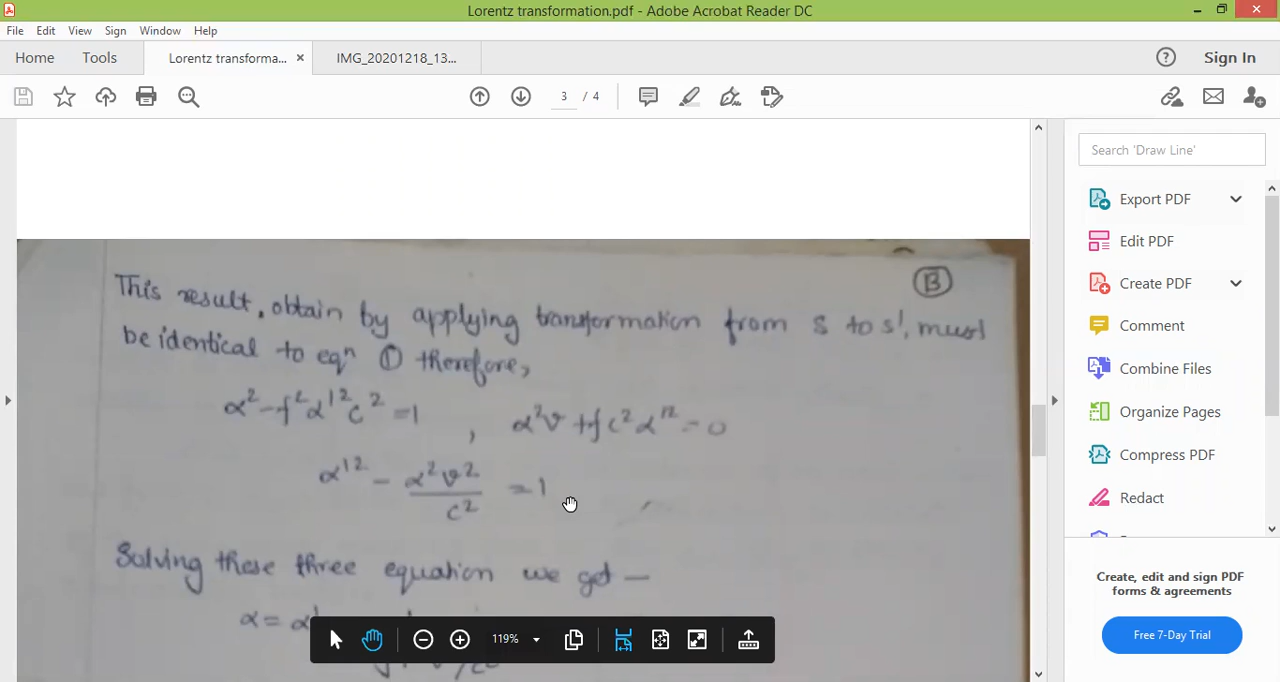 Lorentz transformation.pdf - Adobe Acrobat Reader DC
File Edit View Sign Window Help
Home Tools Lorentz transforma... × IMG_20201218_13... Sign In
3 / 4
Search 'Draw Line'
Export PDF
Edit PDF
Create PDF
Comment
Combine Files
Organize Pages
Compress PDF
Redact
Create, edit and sign PDF
forms & agreements
Free 7-Day Trial
③
This result, obtain by applying transformation from S to S', must
be identical to eqⁿ ① therefore,
α² - f²α'²c² = 1 , α²v + fc²α'² = 0
α'² - α²v²/c² = 1
Solving these three equation we get —
α = α'
119%